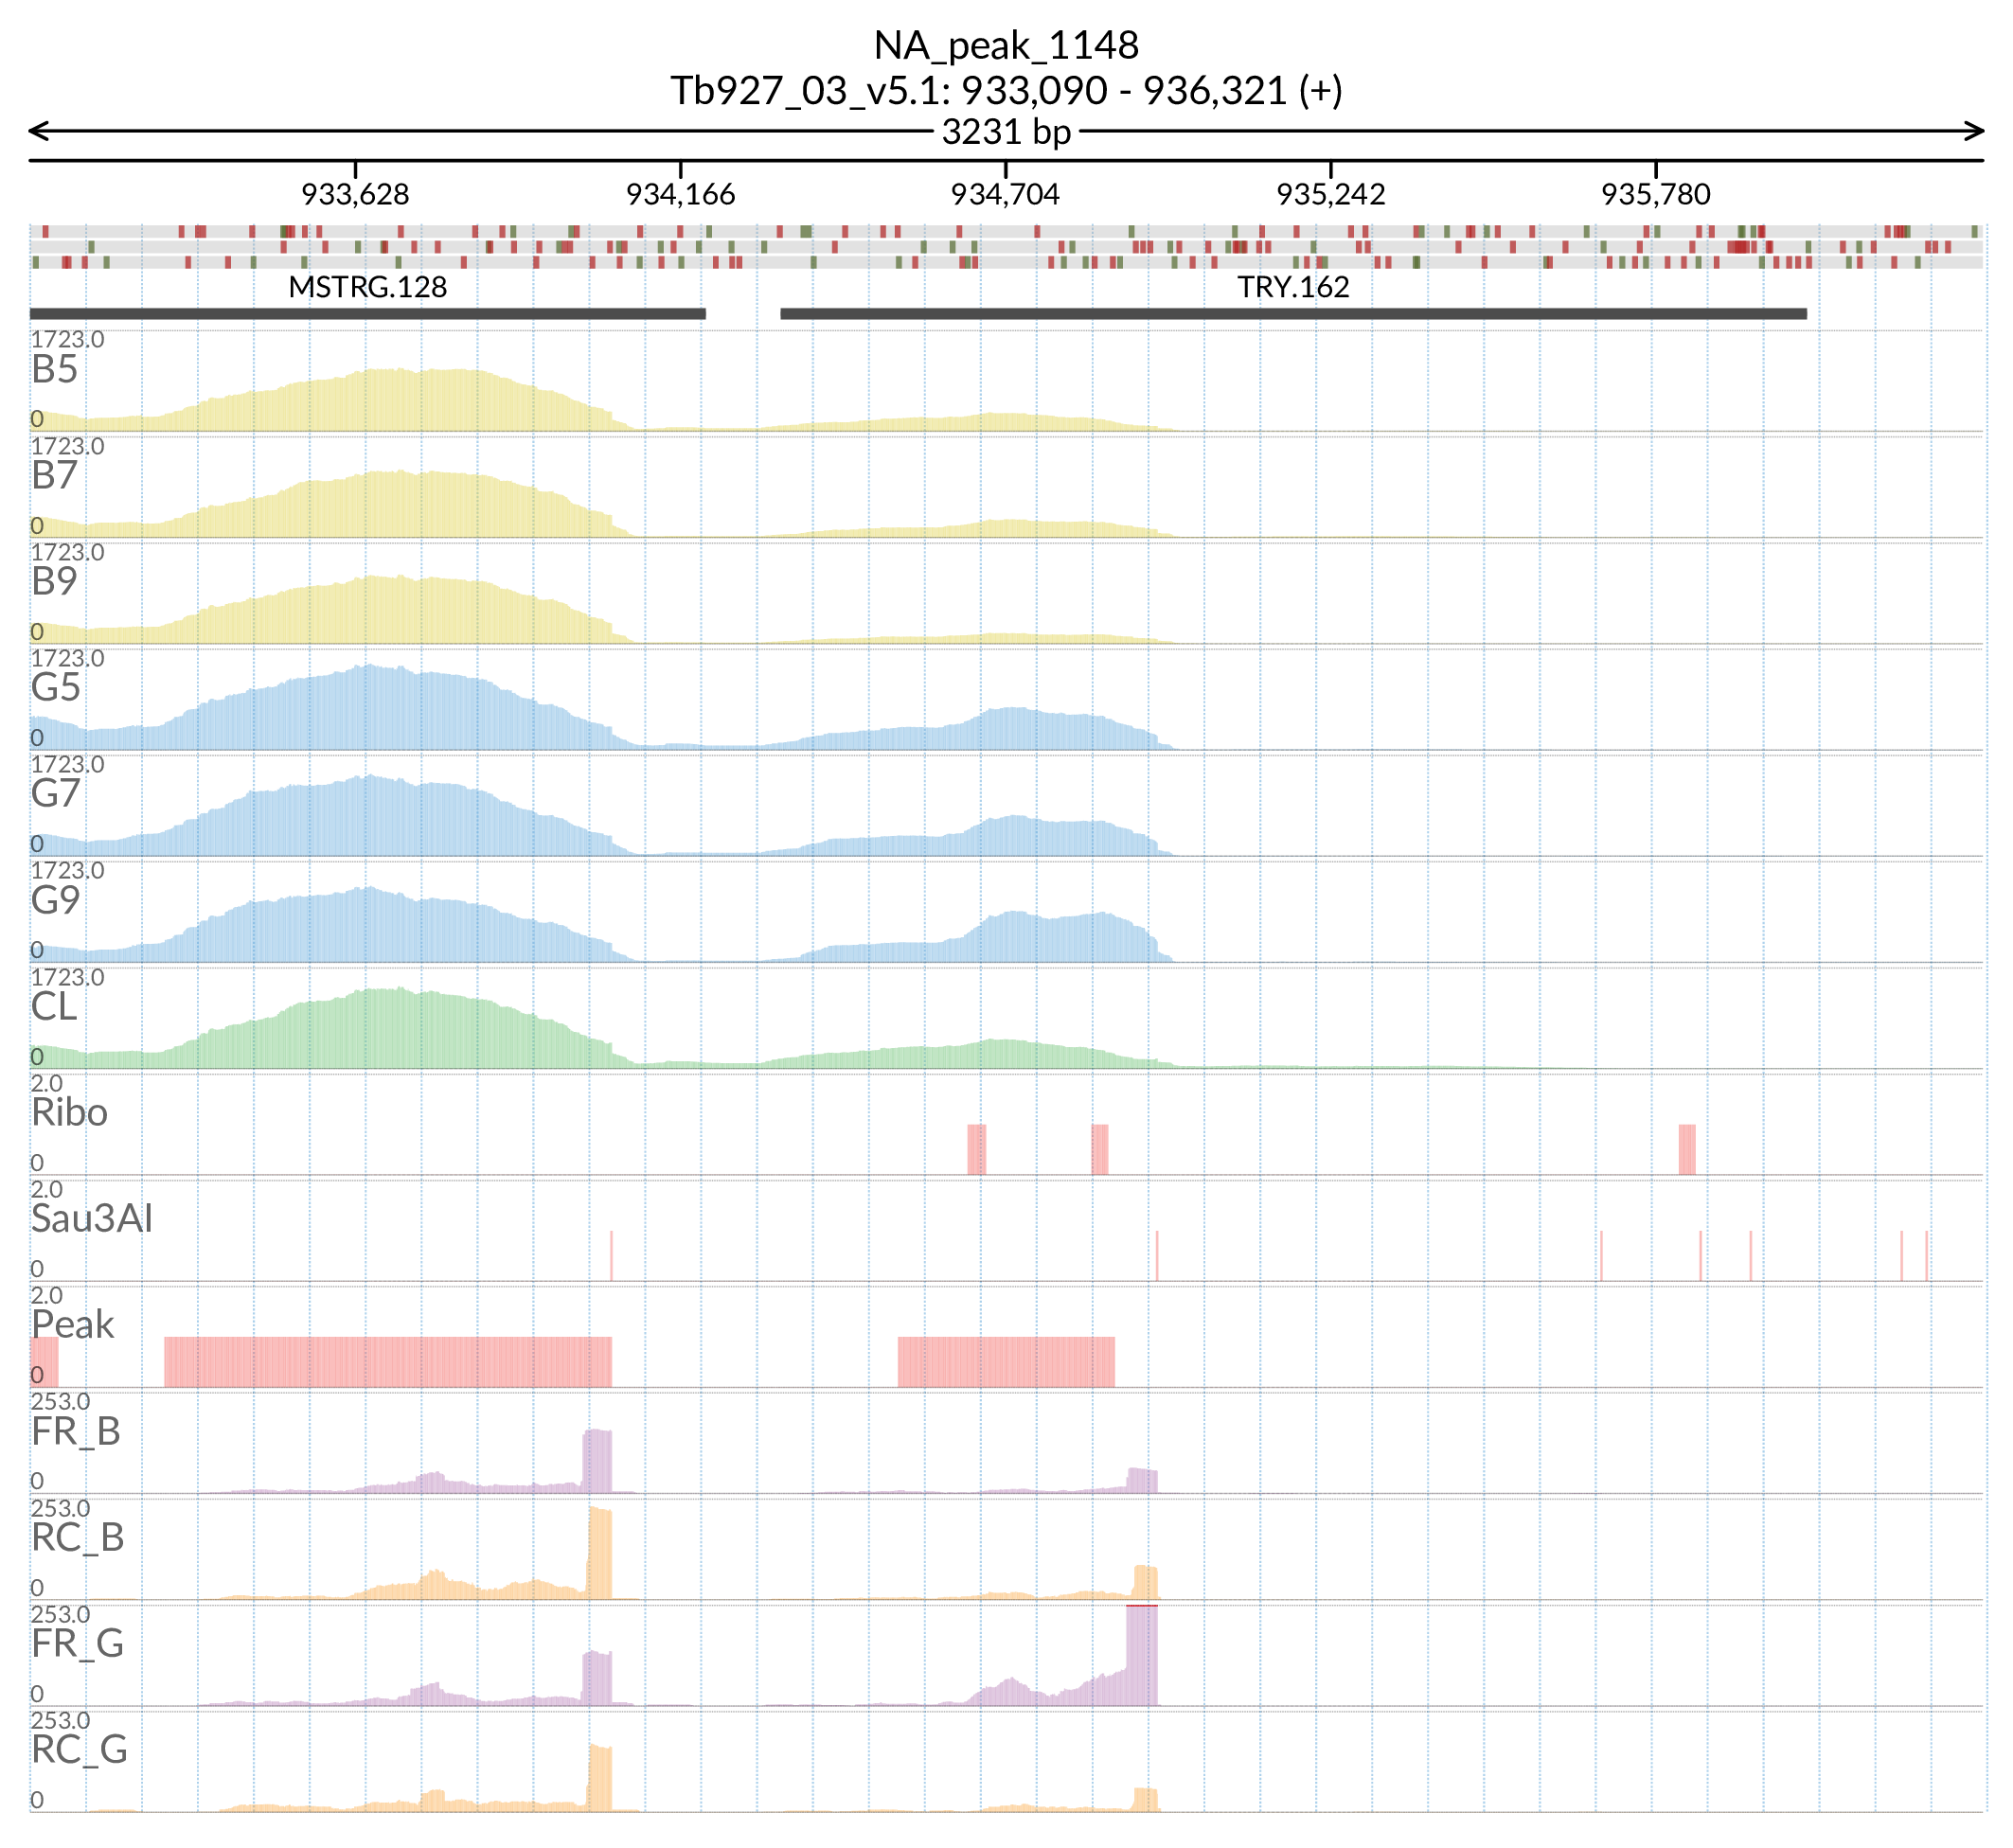 NA_peak_1148
Tb927_03_v5.1: 933,090 - 936,321 (+)
3231 bp
933,628 934,166 934,704 935,242 935,780
MSTRG.128 TRY.162
1723.0
B5
0
1723.0
B7
0
1723.0
B9
0
1723.0
G5
0
1723.0
G7
0
1723.0
G9
0
1723.0
CL
0
2.0
Ribo
0
2.0
Sau3AI
0
2.0
Peak
0
253.0
FR_B
0
253.0
RC_B
0
253.0
FR_G
0
253.0
RC_G
0